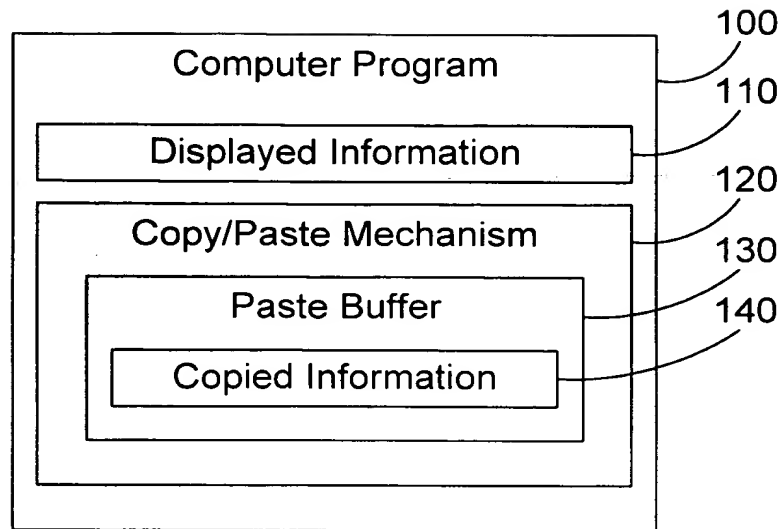 Computer Program
100
Displayed Information
110
Copy/Paste Mechanism
120
Paste Buffer
130
Copied Information
140